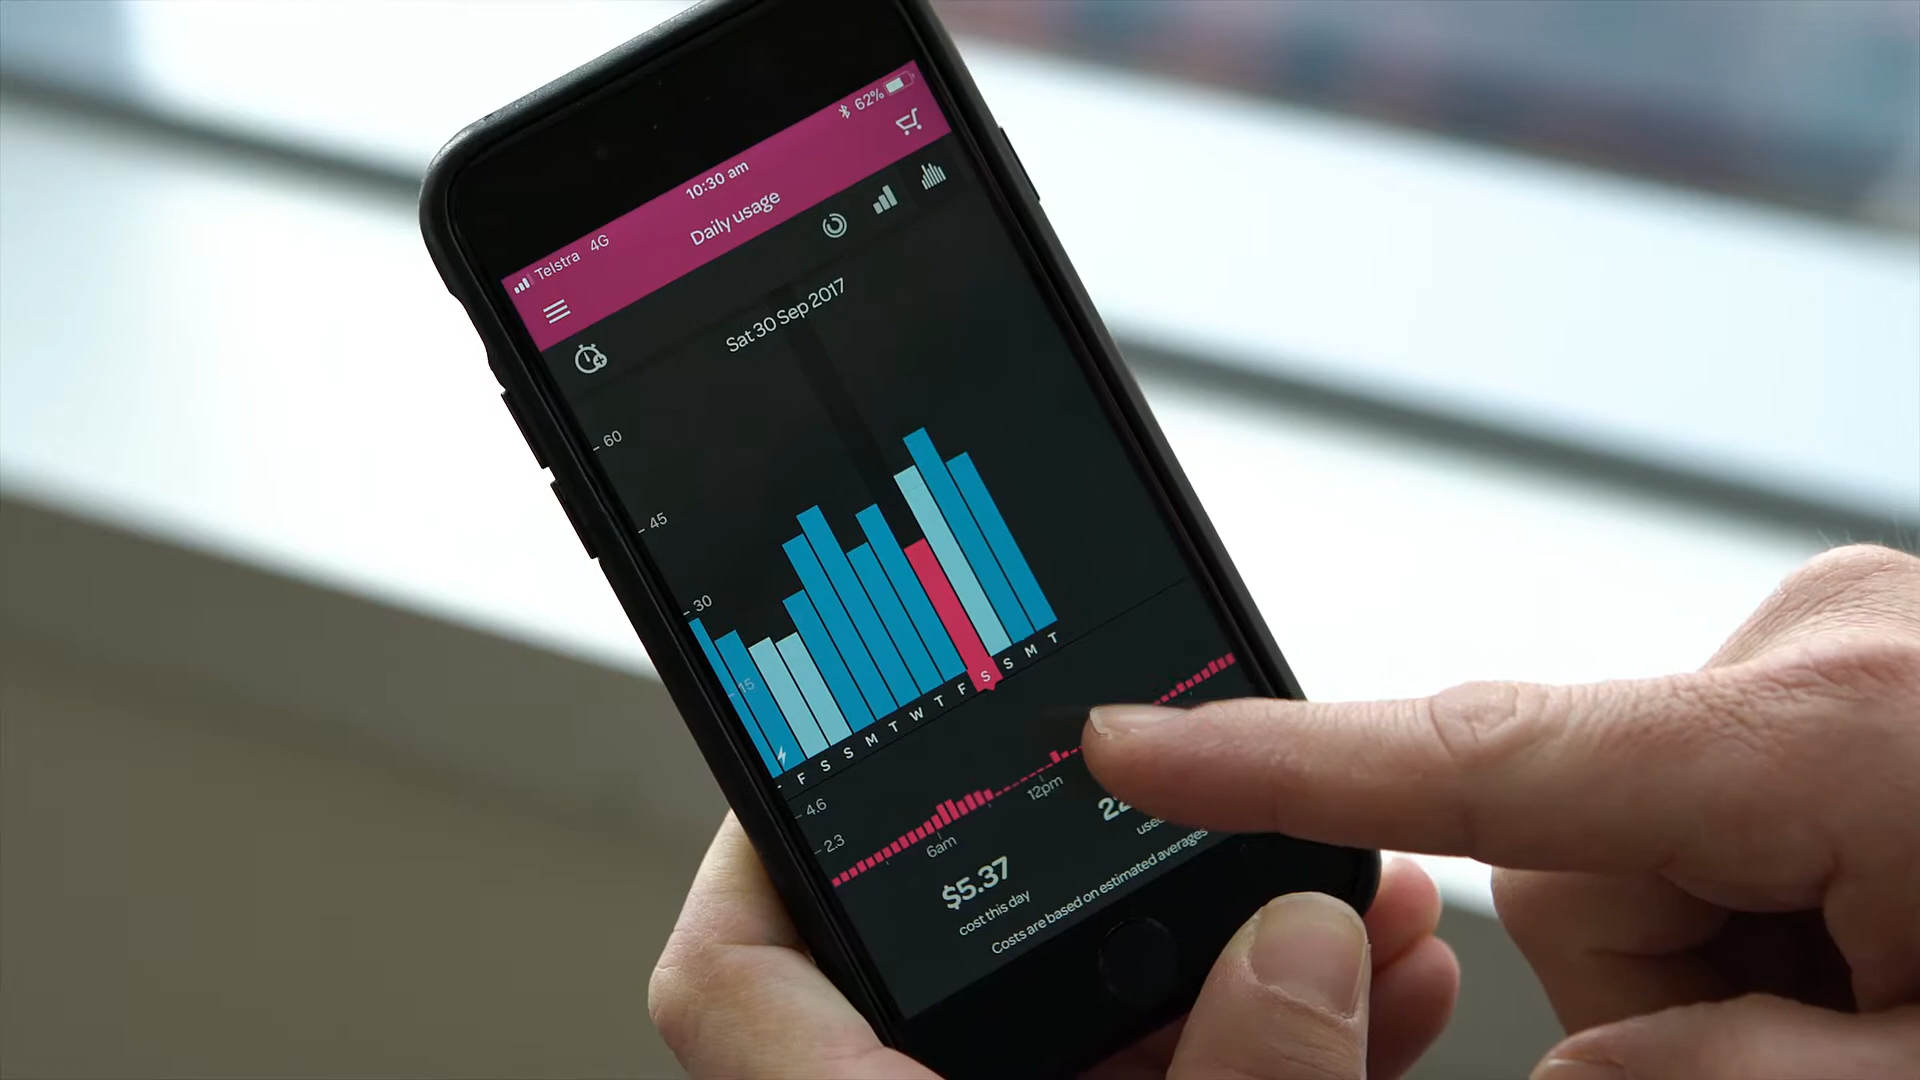 Telstra 4G 10:30 am 62%
Daily usage
Sat 30 Sep 2017
60
45
30
15
F S S M T W T F S S M T
4.6
2.3
6am 12pm
$5.37
cost this day
Costs are based on estimated averages